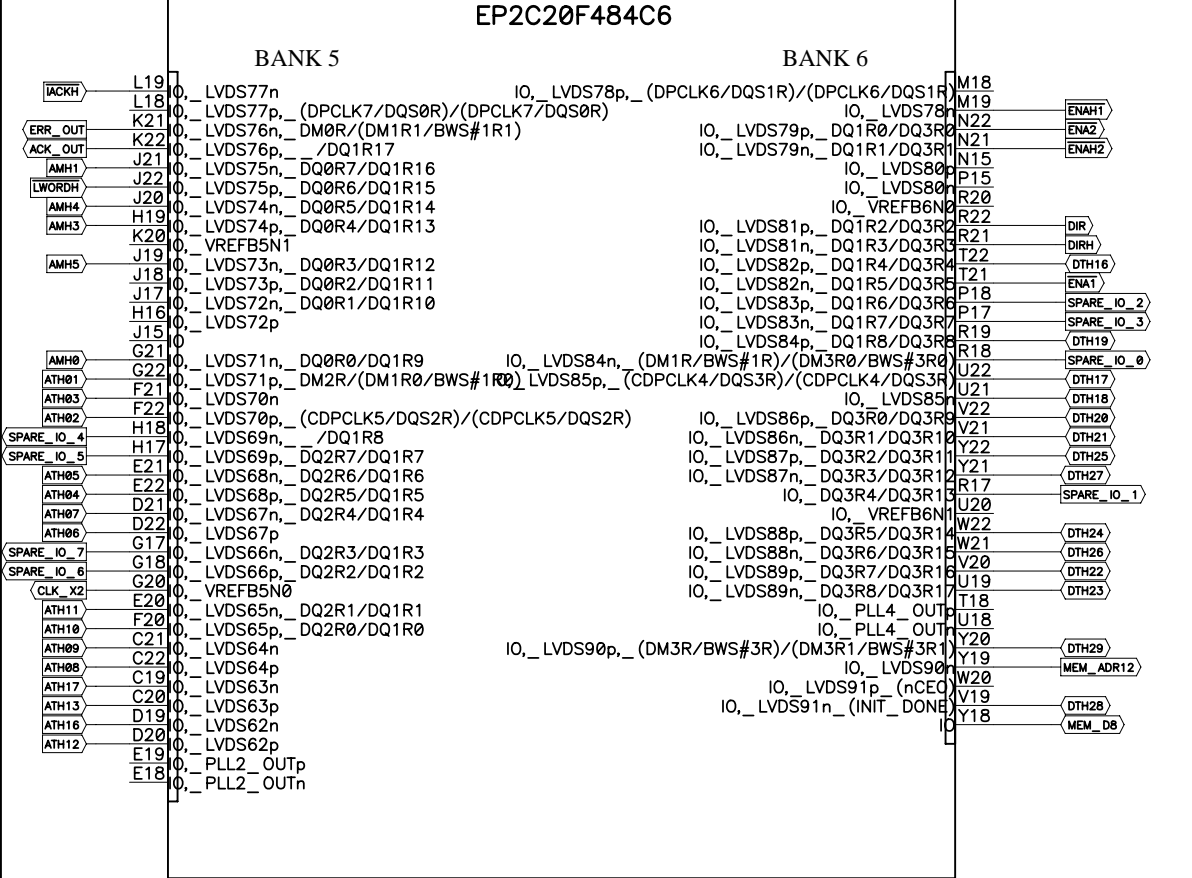 EP2C20F484C6
BANK 5
BANK 6
IACKH L19 IO,_LVDS77n
L18 IO,_LVDS77p,_(DPCLK7/DQS0R)/(DPCLK7/DQS0R)
ERR_OUT K21 IO,_LVDS76n,_DM0R/(DM1R1/BWS#1R1)
ACK_OUT K22 IO,_LVDS76p,__/DQ1R17
AMH1 J21 IO,_LVDS75n,_DQ0R7/DQ1R16
LWORDH J22 IO,_LVDS75p,_DQ0R6/DQ1R15
AMH4 J20 IO,_LVDS74n,_DQ0R5/DQ1R14
AMH3 H19 IO,_LVDS74p,_DQ0R4/DQ1R13
K20 IO,_VREFB5N1
AMH5 J19 IO,_LVDS73n,_DQ0R3/DQ1R12
J18 IO,_LVDS73p,_DQ0R2/DQ1R11
J17 IO,_LVDS72n,_DQ0R1/DQ1R10
H16 IO,_LVDS72p
J15 IO
AMH0 G21 IO,_LVDS71n,_DQ0R0/DQ1R9
ATH01 G22 IO,_LVDS71p,_DM2R/(DM1R0/BWS#1R0)
ATH03 F21 IO,_LVDS70n
ATH02 F22 IO,_LVDS70p,_(CDPCLK5/DQS2R)/(CDPCLK5/DQS2R)
SPARE_IO_4 H18 IO,_LVDS69n,__/DQ1R8
SPARE_IO_5 H17 IO,_LVDS69p,_DQ2R7/DQ1R7
ATH05 E21 IO,_LVDS68n,_DQ2R6/DQ1R6
ATH04 E22 IO,_LVDS68p,_DQ2R5/DQ1R5
ATH07 D21 IO,_LVDS67n,_DQ2R4/DQ1R4
ATH06 D22 IO,_LVDS67p
SPARE_IO_7 G17 IO,_LVDS66n,_DQ2R3/DQ1R3
SPARE_IO_6 G18 IO,_LVDS66p,_DQ2R2/DQ1R2
CLK_X2 G20 IO,_VREFB5N0
ATH11 E20 IO,_LVDS65n,_DQ2R1/DQ1R1
ATH10 F20 IO,_LVDS65p,_DQ2R0/DQ1R0
ATH09 C21 IO,_LVDS64n
ATH08 C22 IO,_LVDS64p
ATH17 C19 IO,_LVDS63n
ATH13 C20 IO,_LVDS63p
ATH16 D19 IO,_LVDS62n
ATH12 D20 IO,_LVDS62p
E19 IO,_PLL2_OUTp
E18 IO,_PLL2_OUTn
IO,_LVDS78p,_(DPCLK6/DQS1R)/(DPCLK6/DQS1R) M18
IO,_LVDS78n M19 ENAH1
IO,_LVDS79p,_DQ1R0/DQ3R0 N22 ENA2
IO,_LVDS79n,_DQ1R1/DQ3R1 N21 ENAH2
IO,_LVDS80p N15
IO,_LVDS80n P15
IO,_VREFB6N0 R20
IO,_LVDS81p,_DQ1R2/DQ3R2 R22 DIR
IO,_LVDS81n,_DQ1R3/DQ3R3 R21 DIRH
IO,_LVDS82p,_DQ1R4/DQ3R4 T22 DTH16
IO,_LVDS82n,_DQ1R5/DQ3R5 T21 ENA1
IO,_LVDS83p,_DQ1R6/DQ3R6 P18 SPARE_IO_2
IO,_LVDS83n,_DQ1R7/DQ3R7 P17 SPARE_IO_3
IO,_LVDS84p,_DQ1R8/DQ3R8 R19 DTH19
IO,_LVDS84n,_(DM1R/BWS#1R)/(DM3R0/BWS#3R0) R18 SPARE_IO_0
IO,_LVDS85p,_(CDPCLK4/DQS3R)/(CDPCLK4/DQS3R) U22 DTH17
IO,_LVDS85n U21 DTH18
IO,_LVDS86p,_DQ3R0/DQ3R9 V22 DTH20
IO,_LVDS86n,_DQ3R1/DQ3R10 V21 DTH21
IO,_LVDS87p,_DQ3R2/DQ3R11 Y22 DTH25
IO,_LVDS87n,_DQ3R3/DQ3R12 Y21 DTH27
IO,_DQ3R4/DQ3R13 R17 SPARE_IO_1
IO,_VREFB6N1 U20
IO,_LVDS88p,_DQ3R5/DQ3R14 W22 DTH24
IO,_LVDS88n,_DQ3R6/DQ3R15 W21 DTH26
IO,_LVDS89p,_DQ3R7/DQ3R16 V20 DTH22
IO,_LVDS89n,_DQ3R8/DQ3R17 U19 DTH23
IO,_PLL4_OUTp T18
IO,_PLL4_OUTn U18
IO,_LVDS90p,_(DM3R/BWS#3R)/(DM3R1/BWS#3R1) Y20 DTH29
IO,_LVDS90n Y19 MEM_ADR12
IO,_LVDS91p_(nCEO) W20
IO,_LVDS91n_(INIT_DONE) V19 DTH28
IO Y18 MEM_D8